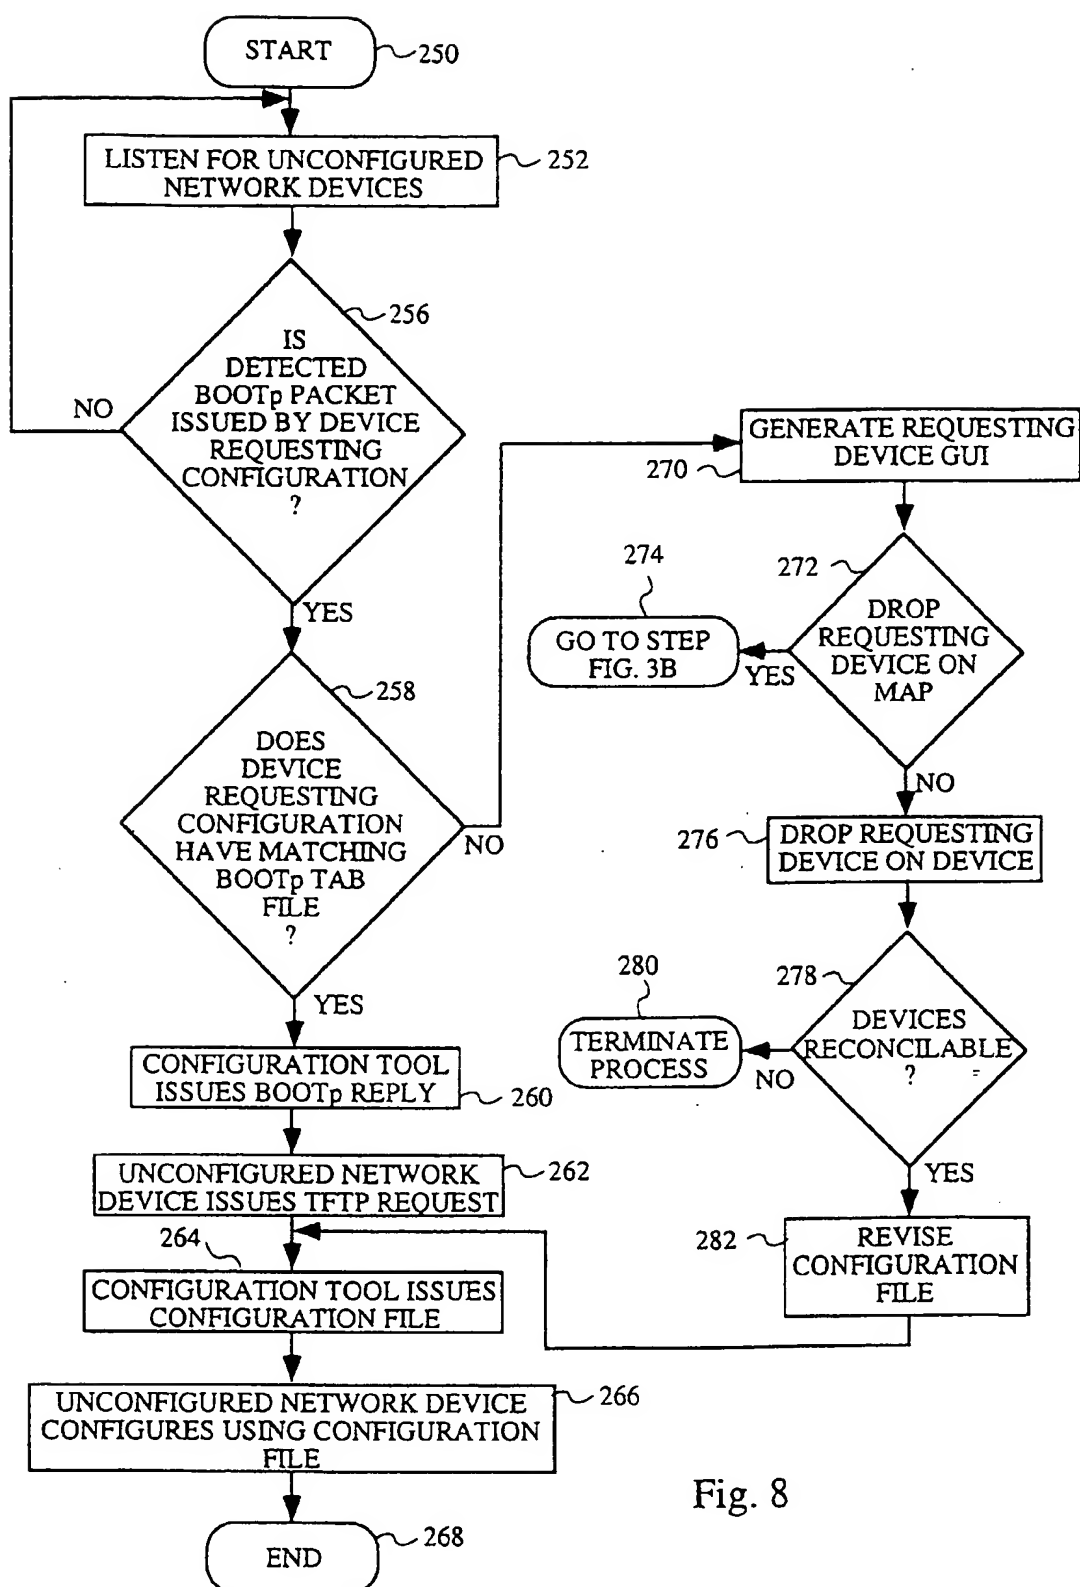 START
250
LISTEN FOR UNCONFIGURED
NETWORK DEVICES
252
256
IS
DETECTED
BOOTp PACKET
ISSUED BY DEVICE
REQUESTING
CONFIGURATION
?
NO
YES
258
DOES
DEVICE
REQUESTING
CONFIGURATION
HAVE MATCHING
BOOTp TAB
FILE
?
NO
YES
CONFIGURATION TOOL
ISSUES BOOTp REPLY
260
UNCONFIGURED NETWORK
DEVICE ISSUES TFTP REQUEST
262
264
CONFIGURATION TOOL ISSUES
CONFIGURATION FILE
UNCONFIGURED NETWORK DEVICE
CONFIGURES USING CONFIGURATION
FILE
266
END
268
GENERATE REQUESTING
DEVICE GUI
270
272
DROP
REQUESTING
DEVICE ON
MAP
274
GO TO STEP
FIG. 3B
YES
NO
276
DROP REQUESTING
DEVICE ON DEVICE
278
DEVICES
RECONCILABLE
?
280
TERMINATE
PROCESS
NO
YES
282
REVISE
CONFIGURATION
FILE
Fig. 8